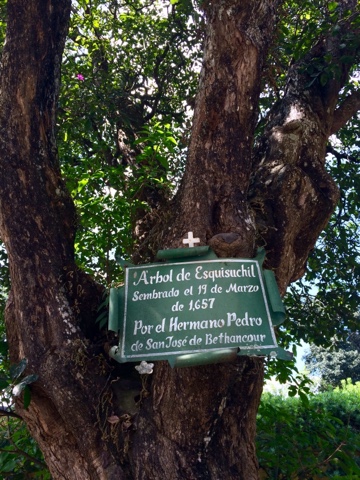 Árbol de Esquisuchil
Sembrado el 19 de Marzo
de 1,657
Por el Hermano Pedro
de San José de Bethancour